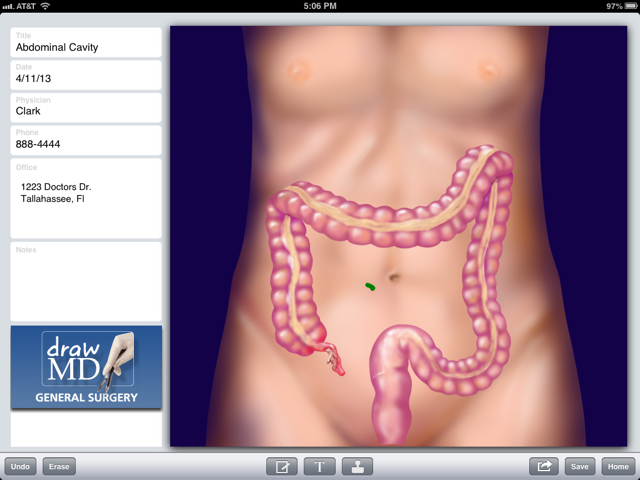 AT&T
5:06 PM
97%
Title
Abdominal Cavity
Date
4/11/13
Physician
Clark
Phone
888-4444
Office
1223 Doctors Dr.
Tallahassee, Fl
Notes
draw
MD
GENERAL SURGERY
Undo
Erase
T
Save
Home